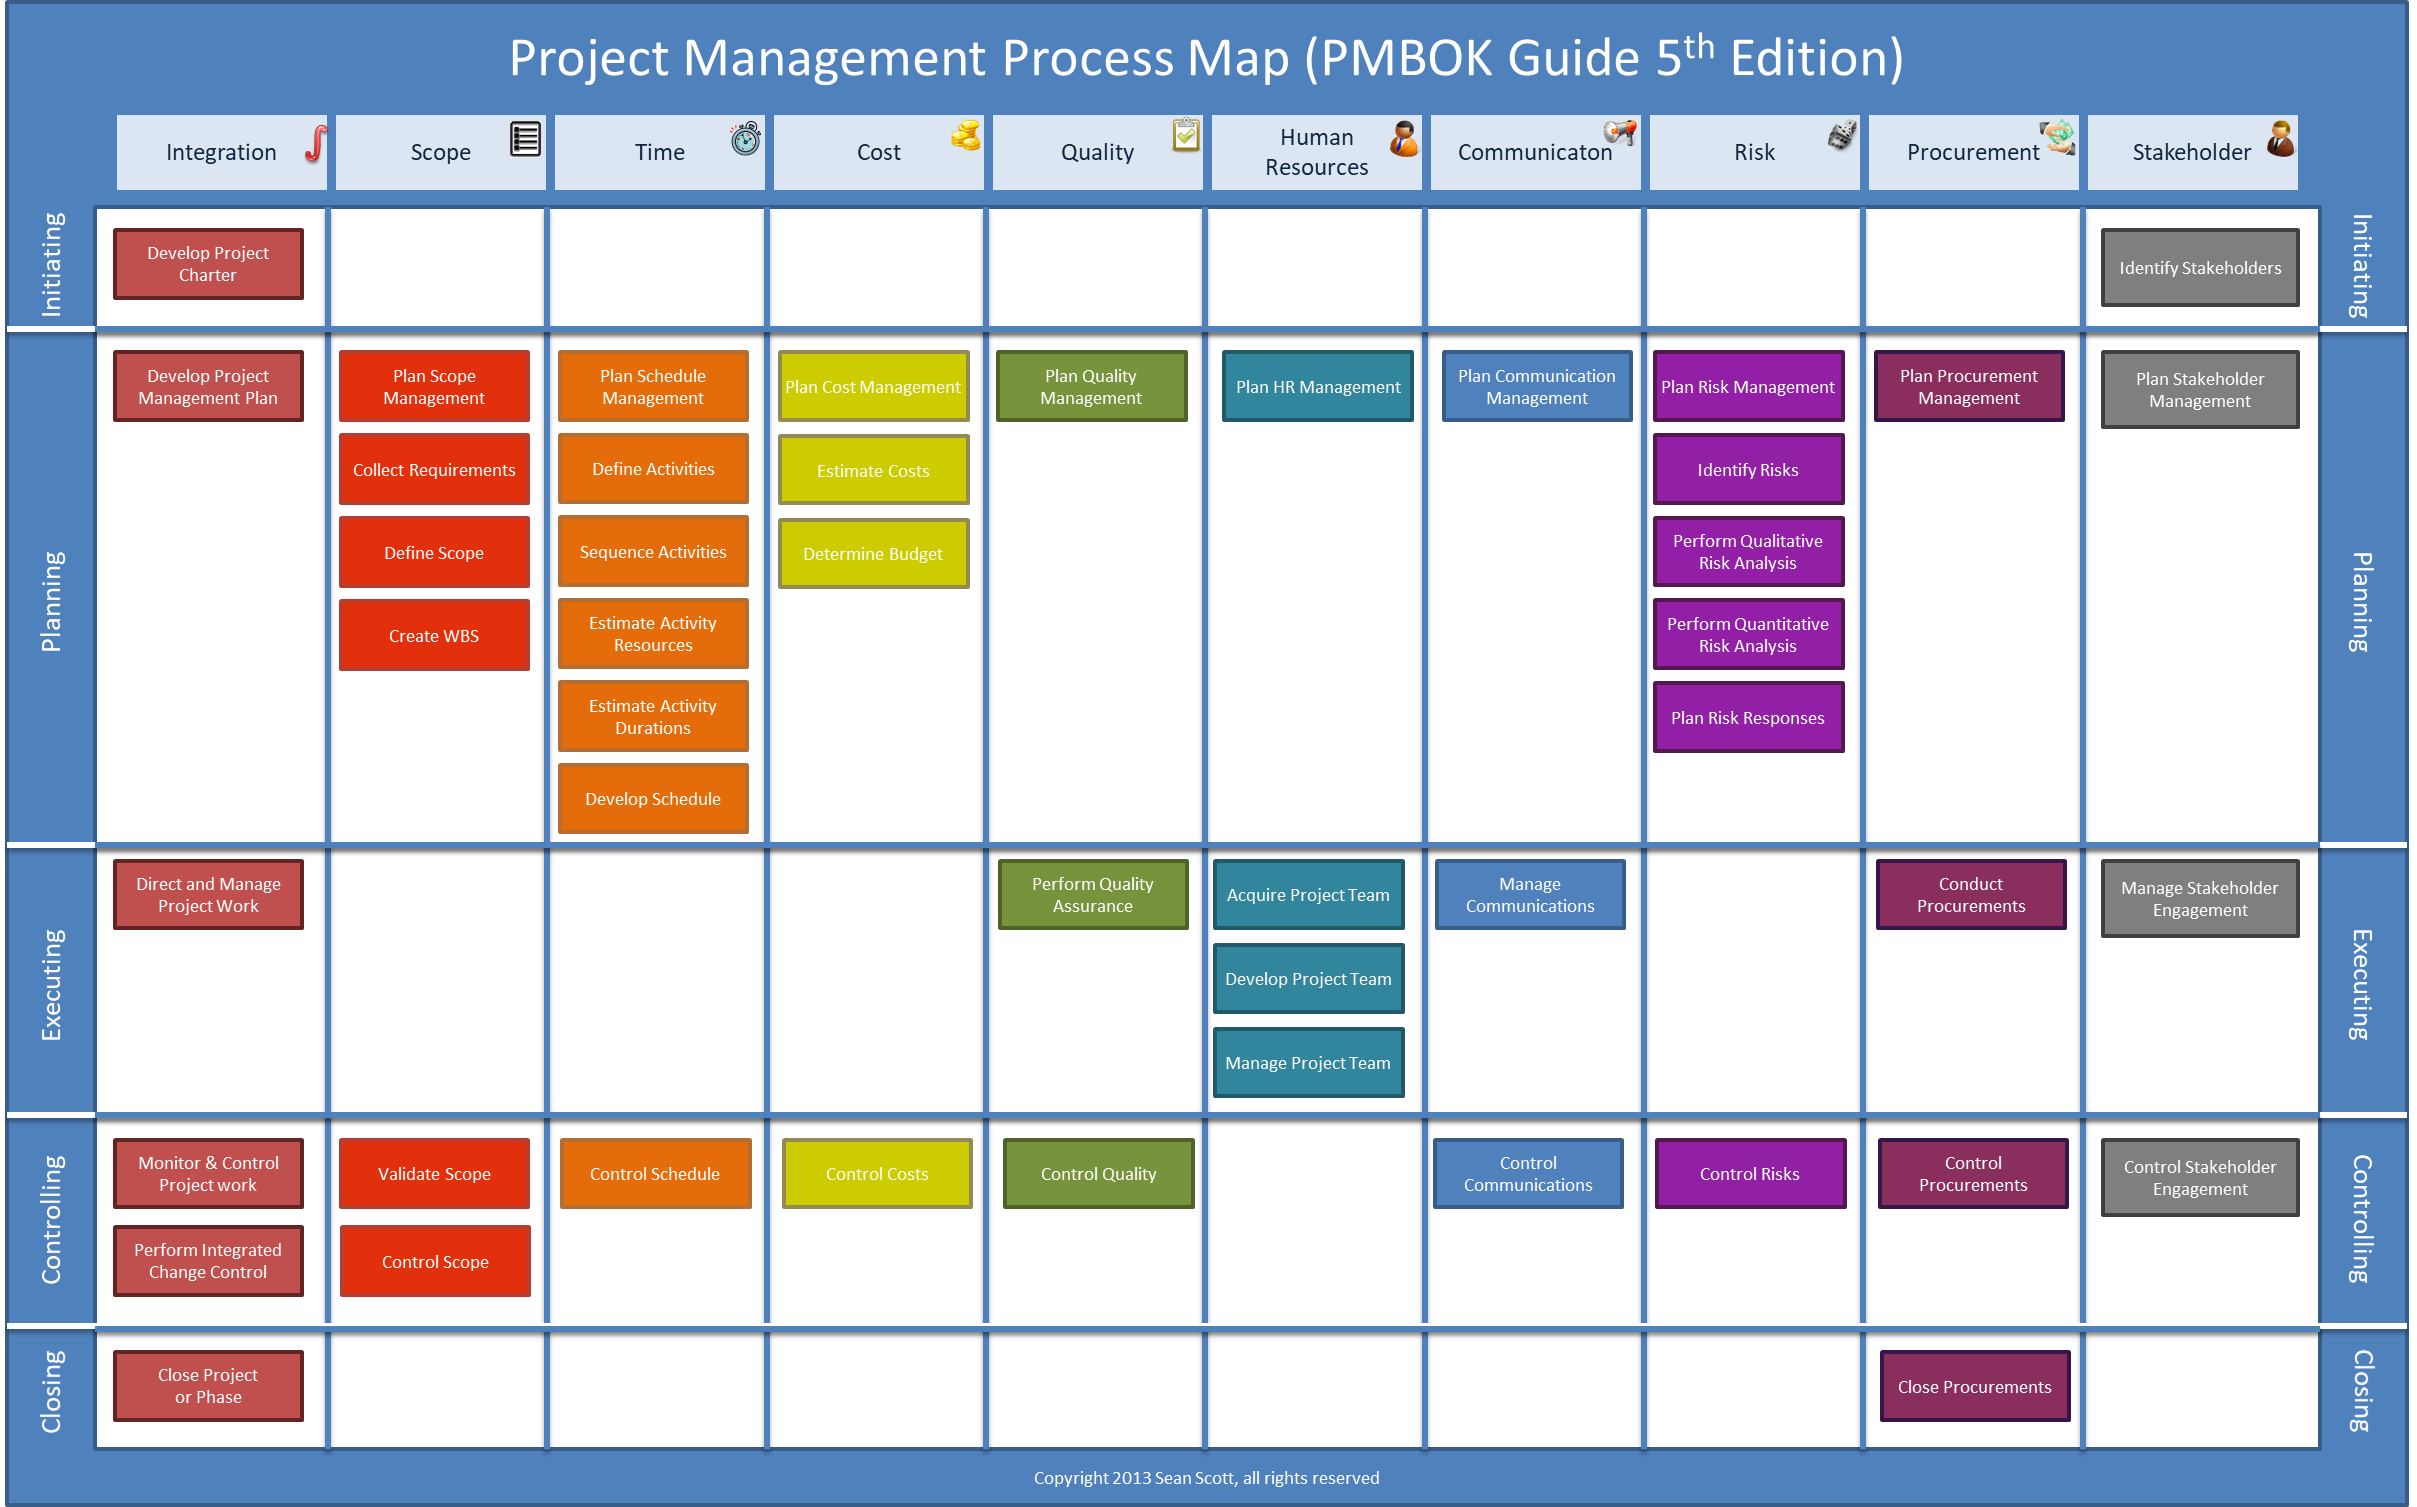 Project Management Process Map (PMBOK Guide 5th Edition)
Integration
Scope
Time
Cost
Quality
Human
Resources
Communicaton
Risk
Procurement
Stakeholder
Initiating
Develop Project
Charter
Identify Stakeholders
Initiating
Planning
Develop Project
Management Plan
Plan Scope
Management
Collect Requirements
Define Scope
Create WBS
Plan Schedule
Management
Define Activities
Sequence Activities
Estimate Activity
Resources
Estimate Activity
Durations
Develop Schedule
Plan Cost Management
Estimate Costs
Determine Budget
Plan Quality
Management
Plan HR Management
Plan Communication
Management
Plan Risk Management
Identify Risks
Perform Qualitative
Risk Analysis
Perform Quantitative
Risk Analysis
Plan Risk Responses
Plan Procurement
Management
Plan Stakeholder
Management
Planning
Executing
Direct and Manage
Project Work
Perform Quality
Assurance
Acquire Project Team
Develop Project Team
Manage Project Team
Manage
Communications
Conduct
Procurements
Manage Stakeholder
Engagement
Executing
Controlling
Monitor & Control
Project work
Perform Integrated
Change Control
Validate Scope
Control Scope
Control Schedule
Control Costs
Control Quality
Control
Communications
Control Risks
Control
Procurements
Control Stakeholder
Engagement
Controlling
Closing
Close Project
or Phase
Close Procurements
Closing
Copyright 2013 Sean Scott, all rights reserved